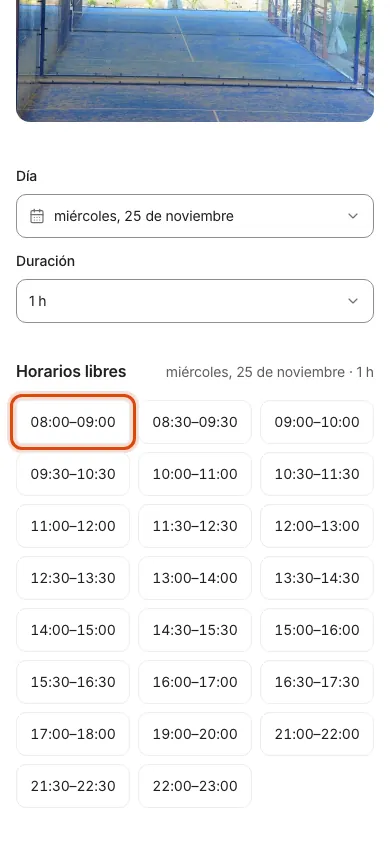 Día
miércoles, 25 de noviembre
Duración
1 h
Horarios libres miércoles, 25 de noviembre · 1 h
08:00–09:00 08:30–09:30 09:00–10:00
09:30–10:30 10:00–11:00 10:30–11:30
11:00–12:00 11:30–12:30 12:00–13:00
12:30–13:30 13:00–14:00 13:30–14:30
14:00–15:00 14:30–15:30 15:00–16:00
15:30–16:30 16:00–17:00 16:30–17:30
17:00–18:00 19:00–20:00 21:00–22:00
21:30–22:30 22:00–23:00